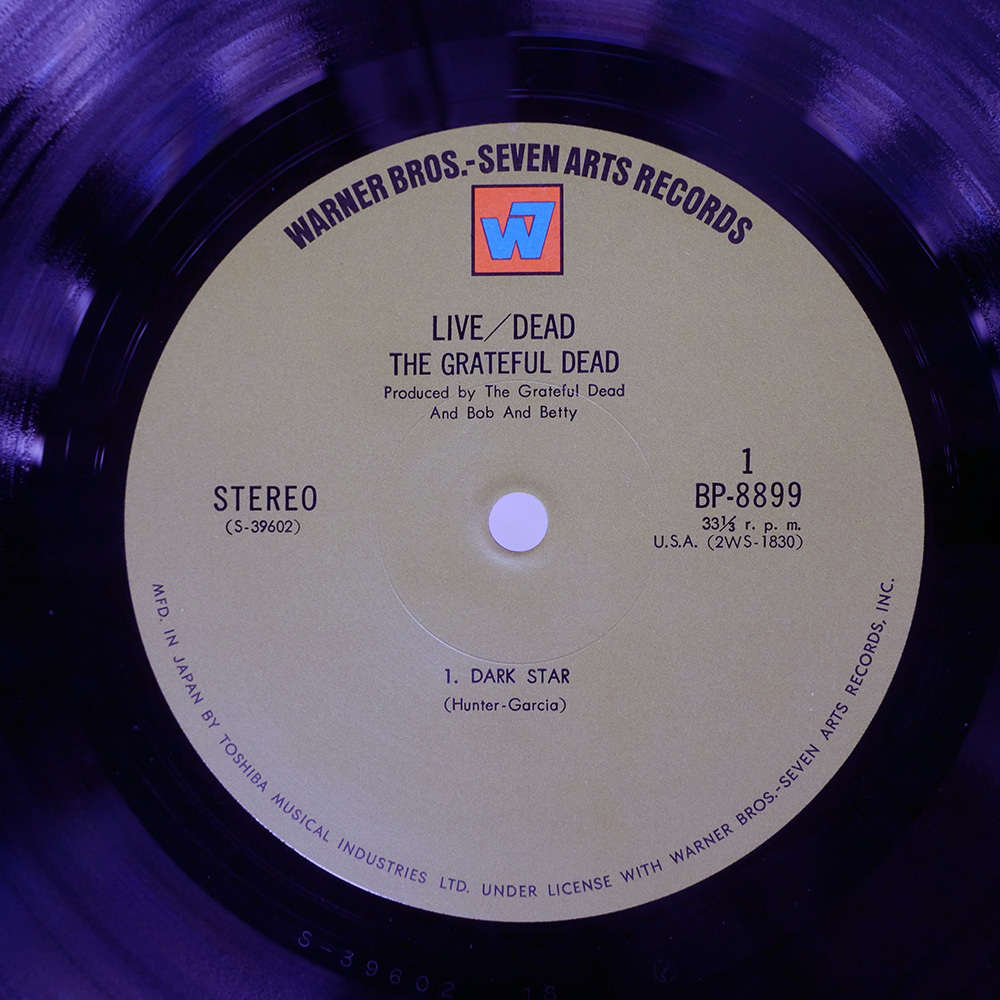 WARNER BROS.-SEVEN ARTS RECORDS
W7
LIVE/DEAD
THE GRATEFUL DEAD
Produced by The Grateful Dead
And Bob And Betty
STEREO
(S-39602)
1
BP-8899
33⅓ r. p. m.
U.S.A. (2WS-1830)
1. DARK STAR
(Hunter-Garcia)
MFD. IN JAPAN BY TOSHIBA MUSICAL INDUSTRIES LTD. UNDER LICENSE WITH WARNER BROS.-SEVEN ARTS RECORDS, INC.
S-39602 1S